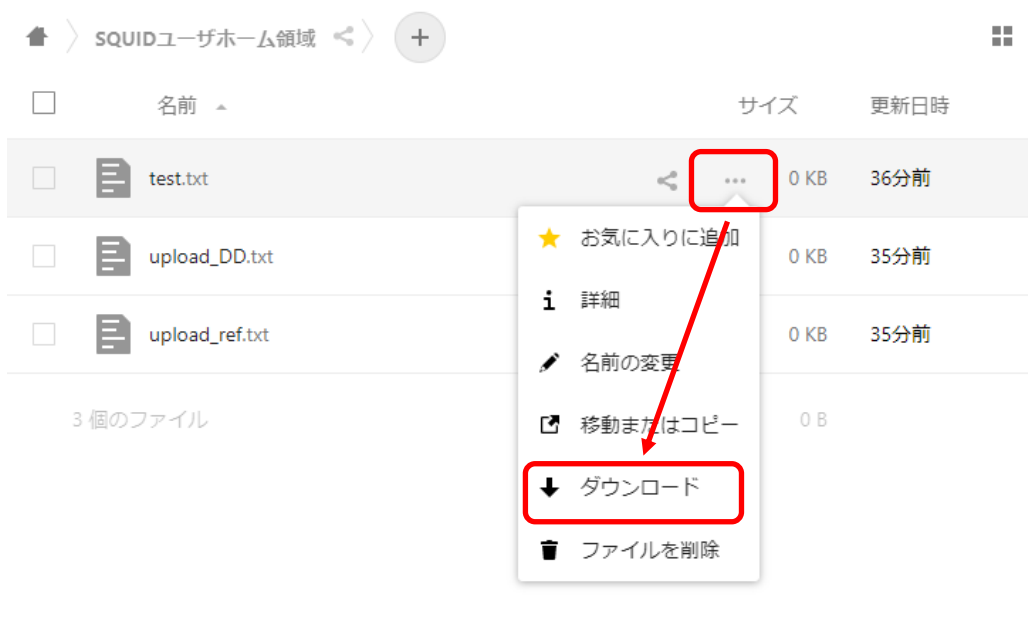 SQUIDユーザホーム領域
名前 サイズ 更新日時
test.txt 0 KB 36分前
お気に入りに追加
upload_DD.txt 0 KB 35分前
詳細
upload_ref.txt 0 KB 35分前
名前の変更
3 個のファイル 0 B
移動またはコピー
ダウンロード
ファイルを削除